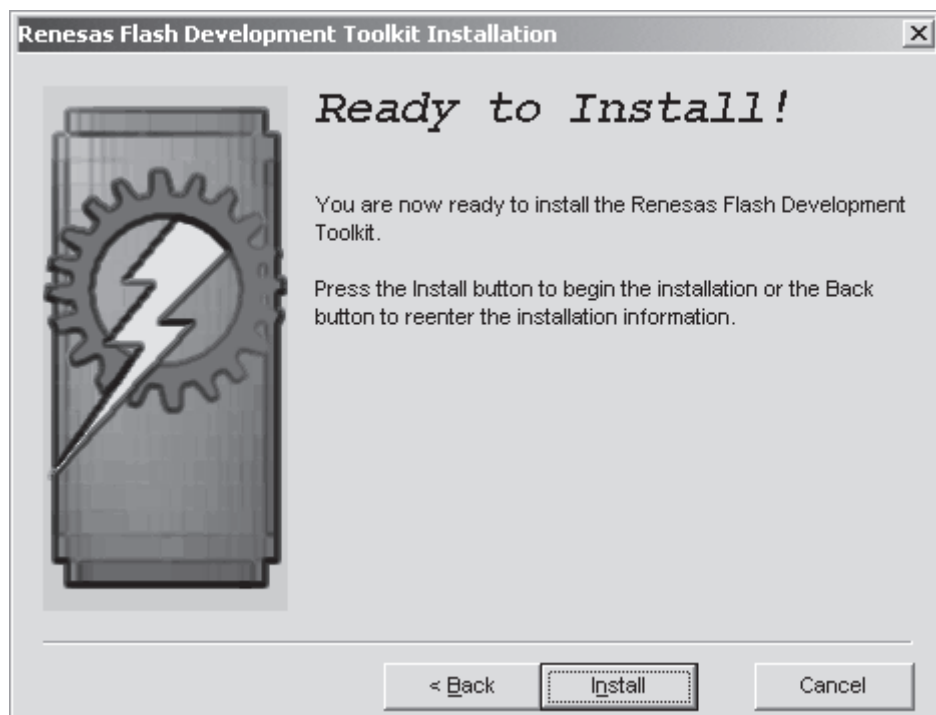 Renesas Flash Development Toolkit Installation
Ready to Install!
You are now ready to install the Renesas Flash Development
Toolkit.
Press the Install button to begin the installation or the Back
button to reenter the installation information.
< Back
Install
Cancel